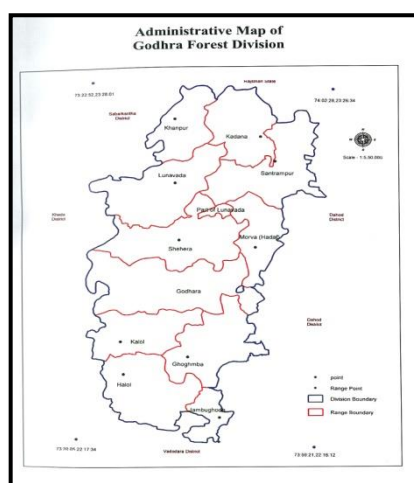 Administrative Map of
Godhra Forest Division
Rajasthan State
Sabarkantha
District
Khanpur
Kadana
Scale - 1:5,50,000
Lunavada
Santrampur
Part of Lunavada
Kheda
District
Dahod
District
Morva (Hadaf)
Shehera
Godhara
Dahod
District
Kalol
Ghoghmba
Halol
Jambughoda
point
Range Point
Division Boundary
Range Boundary
Vadodara District